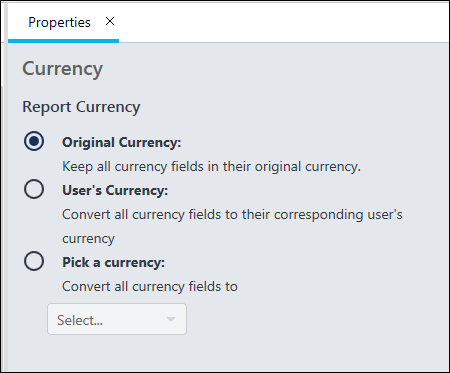 Properties
Currency
Report Currency
Original Currency:
Keep all currency fields in their original currency.
User's Currency:
Convert all currency fields to their corresponding user's
currency
Pick a currency:
Convert all currency fields to
Select...